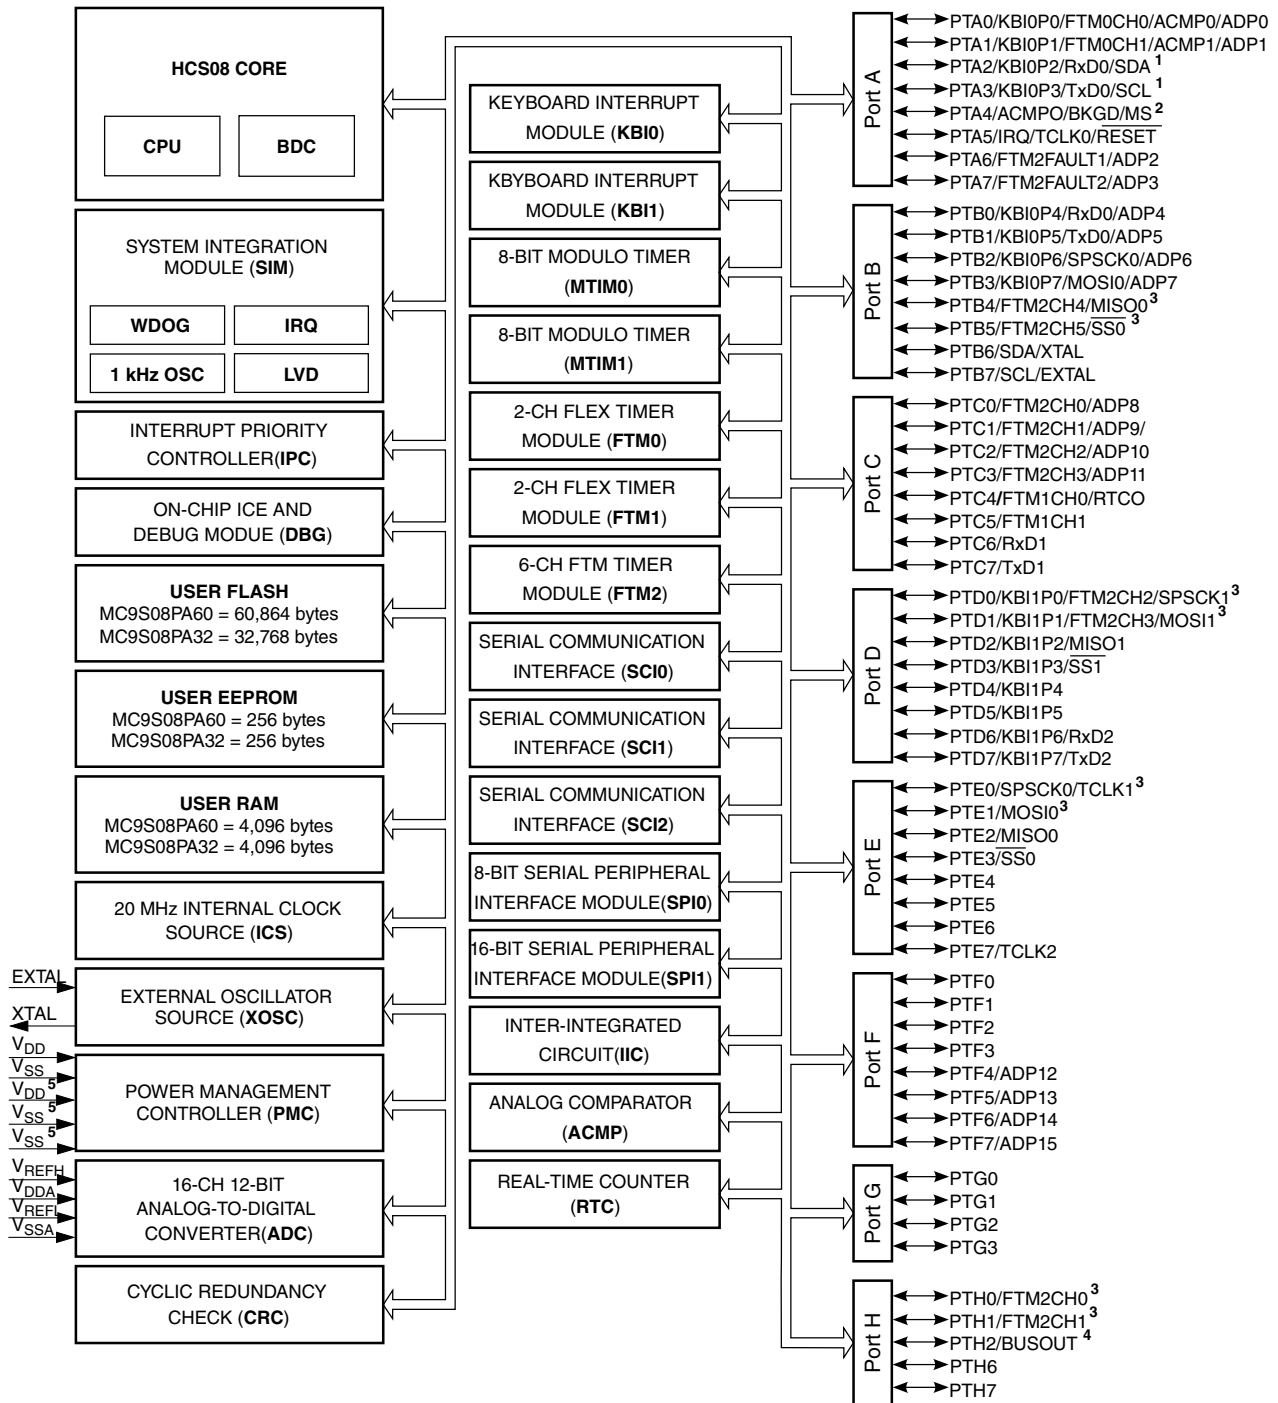 HCS08 CORE
CPU
BDC
SYSTEM INTEGRATION
MODULE (SIM)
WDOG
IRQ
1 kHz OSC
LVD
INTERRUPT PRIORITY
CONTROLLER(IPC)
ON-CHIP ICE AND
DEBUG MODUE (DBG)
USER FLASH
MC9S08PA60 = 60,864 bytes
MC9S08PA32 = 32,768 bytes
USER EEPROM
MC9S08PA60 = 256 bytes
MC9S08PA32 = 256 bytes
USER RAM
MC9S08PA60 = 4,096 bytes
MC9S08PA32 = 4,096 bytes
20 MHz INTERNAL CLOCK
SOURCE (ICS)
EXTAL
XTAL
EXTERNAL OSCILLATOR
SOURCE (XOSC)
VDD
VSS
VDD 5
VSS 5
VSS 5
POWER MANAGEMENT
CONTROLLER (PMC)
VREFH
VDDA
VREFL
VSSA
16-CH 12-BIT
ANALOG-TO-DIGITAL
CONVERTER(ADC)
CYCLIC REDUNDANCY
CHECK (CRC)
KEYBOARD INTERRUPT
MODULE (KBI0)
KBYBOARD INTERRUPT
MODULE (KBI1)
8-BIT MODULO TIMER
(MTIM0)
8-BIT MODULO TIMER
(MTIM1)
2-CH FLEX TIMER
MODULE (FTM0)
2-CH FLEX TIMER
MODULE (FTM1)
6-CH FTM TIMER
MODULE (FTM2)
SERIAL COMMUNICATION
INTERFACE (SCI0)
SERIAL COMMUNICATION
INTERFACE (SCI1)
SERIAL COMMUNICATION
INTERFACE (SCI2)
8-BIT SERIAL PERIPHERAL
INTERFACE MODULE(SPI0)
16-BIT SERIAL PERIPHERAL
INTERFACE MODULE(SPI1)
INTER-INTEGRATED
CIRCUIT(IIC)
ANALOG COMPARATOR
(ACMP)
REAL-TIME COUNTER
(RTC)
Port A
PTA0/KBI0P0/FTM0CH0/ACMP0/ADP0
PTA1/KBI0P1/FTM0CH1/ACMP1/ADP1
PTA2/KBI0P2/RxD0/SDA 1
PTA3/KBI0P3/TxD0/SCL 1
PTA4/ACMPO/BKGD/MS 2
PTA5/IRQ/TCLK0/RESET
PTA6/FTM2FAULT1/ADP2
PTA7/FTM2FAULT2/ADP3
Port B
PTB0/KBI0P4/RxD0/ADP4
PTB1/KBI0P5/TxD0/ADP5
PTB2/KBI0P6/SPSCK0/ADP6
PTB3/KBI0P7/MOSI0/ADP7
PTB4/FTM2CH4/MISO0 3
PTB5/FTM2CH5/SS0 3
PTB6/SDA/XTAL
PTB7/SCL/EXTAL
Port C
PTC0/FTM2CH0/ADP8
PTC1/FTM2CH1/ADP9/
PTC2/FTM2CH2/ADP10
PTC3/FTM2CH3/ADP11
PTC4/FTM1CH0/RTCO
PTC5/FTM1CH1
PTC6/RxD1
PTC7/TxD1
Port D
PTD0/KBI1P0/FTM2CH2/SPSCK1 3
PTD1/KBI1P1/FTM2CH3/MOSI1 3
PTD2/KBI1P2/MISO1
PTD3/KBI1P3/SS1
PTD4/KBI1P4
PTD5/KBI1P5
PTD6/KBI1P6/RxD2
PTD7/KBI1P7/TxD2
Port E
PTE0/SPSCK0/TCLK1 3
PTE1/MOSI0 3
PTE2/MISO0
PTE3/SS0
PTE4
PTE5
PTE6
PTE7/TCLK2
Port F
PTF0
PTF1
PTF2
PTF3
PTF4/ADP12
PTF5/ADP13
PTF6/ADP14
PTF7/ADP15
Port G
PTG0
PTG1
PTG2
PTG3
Port H
PTH0/FTM2CH0 3
PTH1/FTM2CH1 3
PTH2/BUSOUT 4
PTH6
PTH7